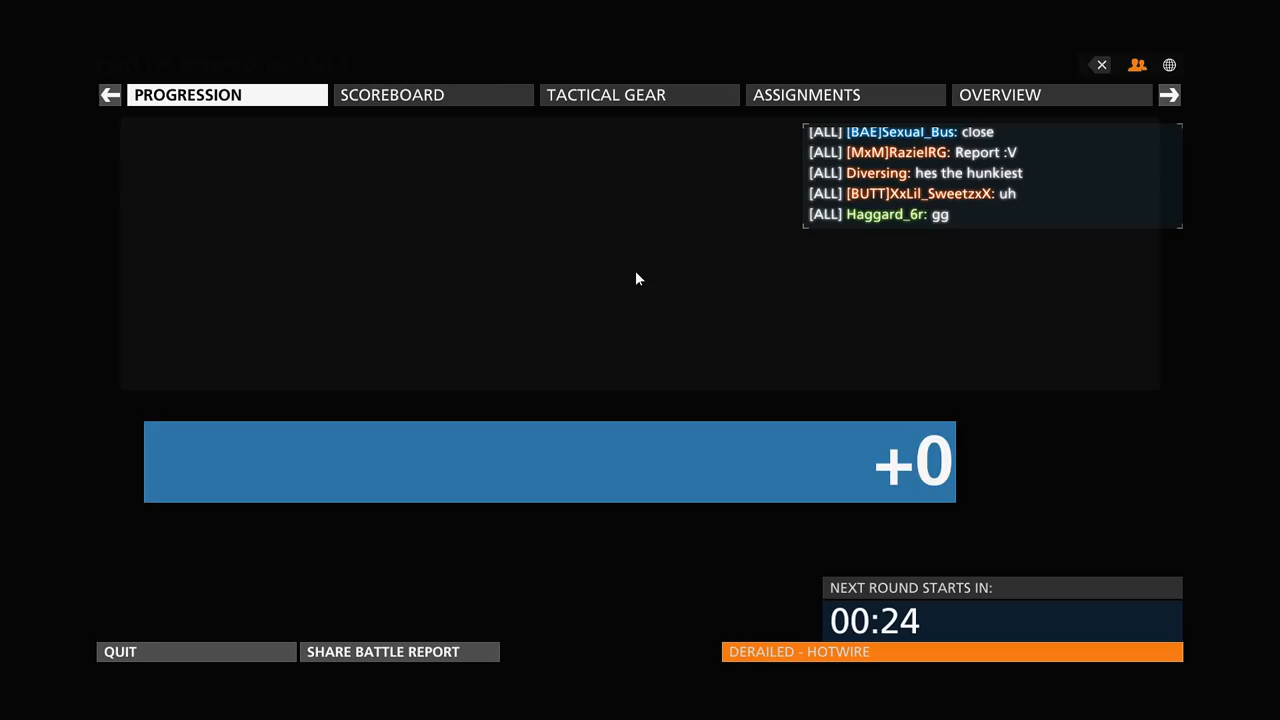 PROGRESSION
SCOREBOARD
TACTICAL GEAR
ASSIGNMENTS
OVERVIEW
[ALL] [BAE]Sexual_Bus: close
[ALL] [MxM]RazielRG: Report :V
[ALL] Diversing: hes the hunkiest
[ALL] [BUTT]XxLil_SweetzxX: uh
[ALL] Haggard_6r: gg
+0
NEXT ROUND STARTS IN:
00:24
QUIT
SHARE BATTLE REPORT
DERAILED - HOTWIRE